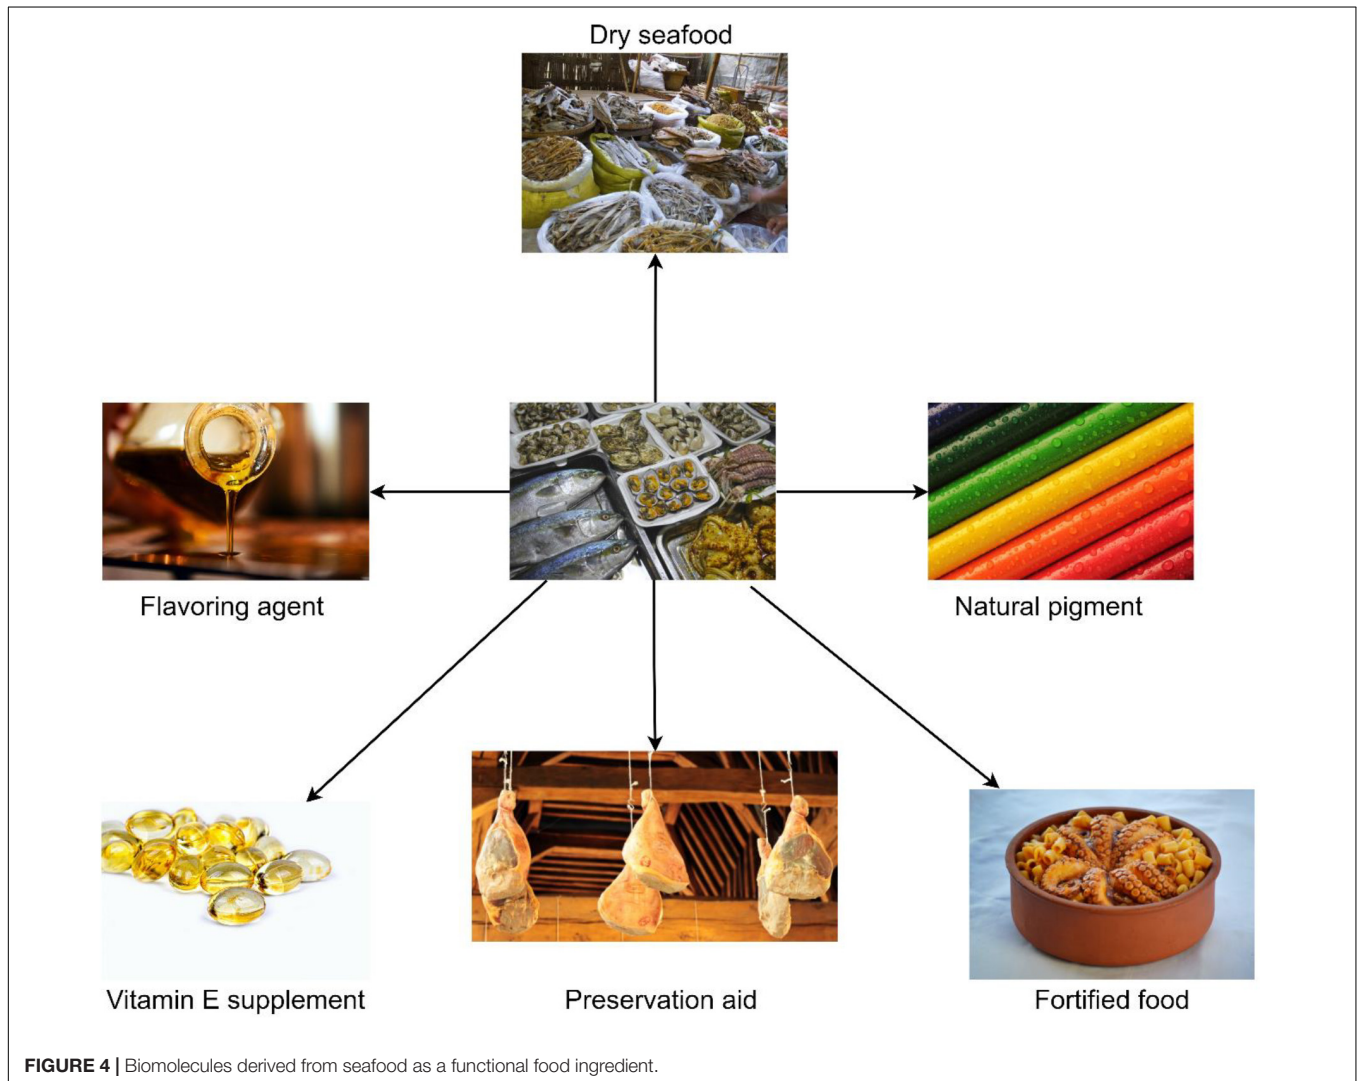 Dry seafood
Flavoring agent
Natural pigment
Vitamin E supplement
Preservation aid
Fortified food
FIGURE 4 | Biomolecules derived from seafood as a functional food ingredient.